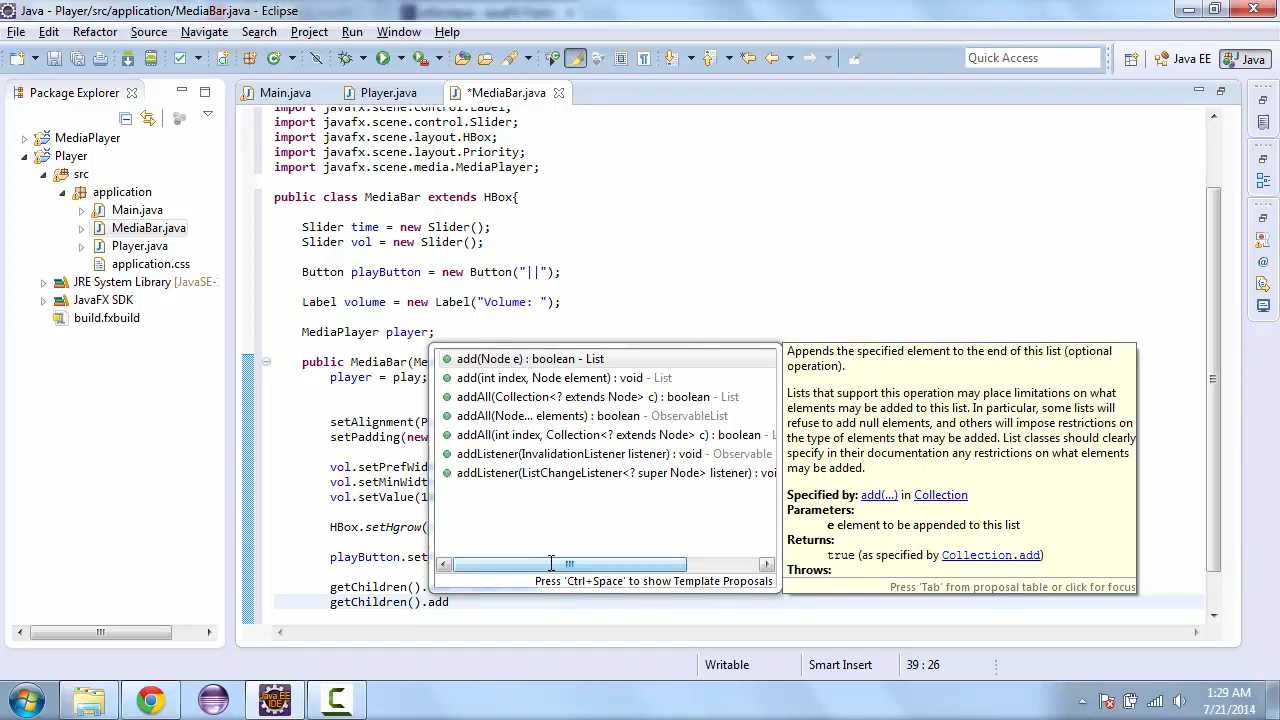 Java - Player/src/application/MediaBar.java - Eclipse
File Edit Refactor Source Navigate Search Project Run Window Help
Quick Access
Java EE
Java
Package Explorer
Main.java
Player.java
*MediaBar.java
MediaPlayer
Player
src
application
Main.java
MediaBar.java
Player.java
application.css
JRE System Library [JavaSE-
JavaFX SDK
build.fxbuild
import javafx.scene.control.Label;
import javafx.scene.control.Slider;
import javafx.scene.layout.HBox;
import javafx.scene.layout.Priority;
import javafx.scene.media.MediaPlayer;
public class MediaBar extends HBox{
Slider time = new Slider();
Slider vol = new Slider();
Button playButton = new Button("||");
Label volume = new Label("Volume: ");
MediaPlayer player;
public MediaBar(Me
player = play;
setAlignment(P
setPadding(new
vol.setPrefWid
vol.setMinWidt
vol.setValue(1
HBox.setHgrow(
playButton.set
getChildren().
getChildren().add
add(Node e) : boolean - List
add(int index, Node element) : void - List
addAll(Collection<? extends Node> c) : boolean - List
addAll(Node... elements) : boolean - ObservableList
addAll(int index, Collection<? extends Node> c) : boolean - L
addListener(InvalidationListener listener) : void - Observable
addListener(ListChangeListener<? super Node> listener) : voi
Press 'Ctrl+Space' to show Template Proposals
Appends the specified element to the end of this list (optional
operation).
Lists that support this operation may place limitations on what
elements may be added to this list. In particular, some lists will
refuse to add null elements, and others will impose restrictions on
the type of elements that may be added. List classes should clearly
specify in their documentation any restrictions on what elements
may be added.
Specified by: add(...) in Collection
Parameters:
e element to be appended to this list
Returns:
true (as specified by Collection.add)
Throws:
Press 'Tab' from proposal table or click for focus
Writable
Smart Insert
39 : 26
Java EE
IDE
1:29 AM
7/21/2014